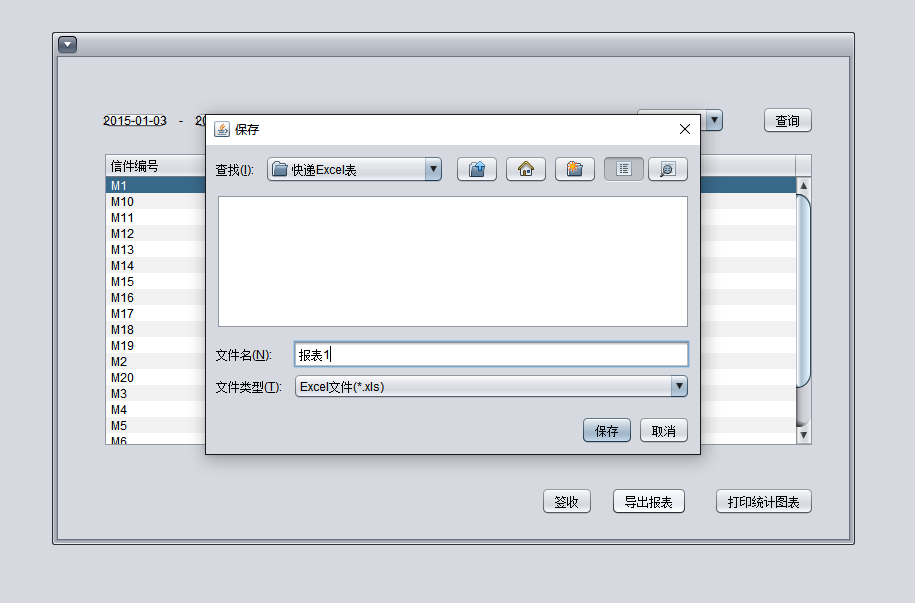 2015-01-03 - 20
查询
信件编号
M1
M10
M11
M12
M13
M14
M15
M16
M17
M18
M19
M2
M20
M3
M4
M5
M6
保存
查找(I):
快递Excel表
文件名(N):
报表1
文件类型(T):
Excel文件(*.xls)
保存
取消
签收
导出报表
打印统计图表